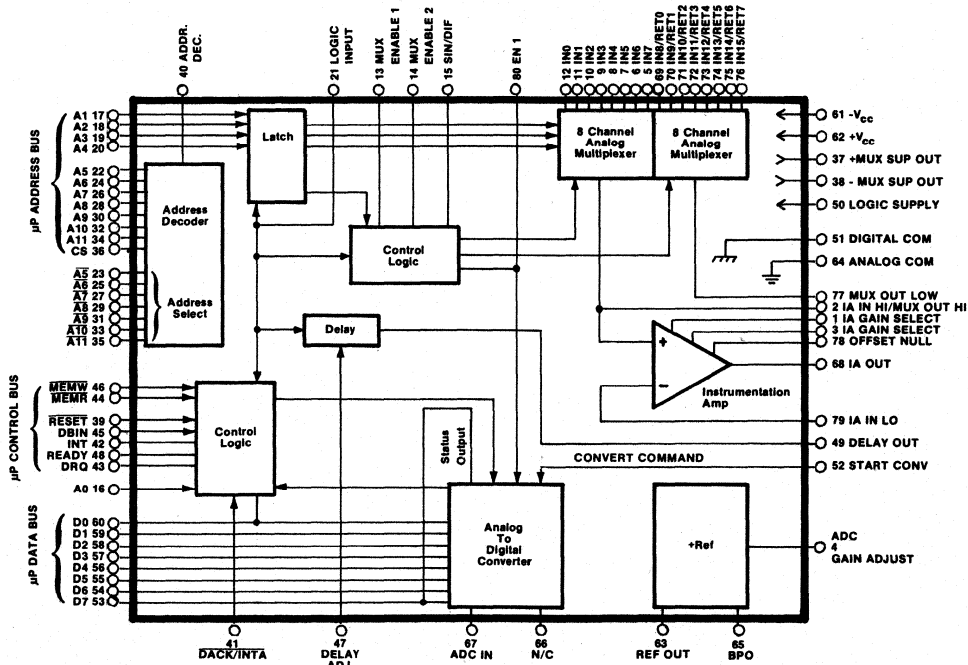 40 ADDR. DEC.
21 LOGIC INPUT
13 MUX ENABLE 1
14 MUX ENABLE 2
15 SIN/DIF
80 EN 1
12 IN0
11 IN1
10 IN2
9 IN3
8 IN4
7 IN5
6 IN6
5 IN7
69 IN8/RET0
70 IN9/RET1
71 IN10/RET2
72 IN11/RET3
73 IN12/RET4
74 IN13/RET5
75 IN14/RET6
76 IN15/RET7
µP ADDRESS BUS
A1 17
A2 18
A3 19
A4 20
A5 22
A6 24
A7 26
A8 28
A9 30
A10 32
A11 34
CS 36
A5 23
A6 25
A7 27
A8 29
A9 31
A10 33
A11 35
Address Decoder
Address Select
Latch
Control Logic
Delay
8 Channel Analog Multiplexer
8 Channel Analog Multiplexer
61 -Vcc
62 +Vcc
37 +MUX SUP OUT
38 - MUX SUP OUT
50 LOGIC SUPPLY
51 DIGITAL COM
64 ANALOG COM
77 MUX OUT LOW
2 IA IN HI/MUX OUT HI
1 IA GAIN SELECT
3 IA GAIN SELECT
78 OFFSET NULL
68 IA OUT
+
−
Instrumentation Amp
79 IA IN LO
49 DELAY OUT
CONVERT COMMAND
52 START CONV
µP CONTROL BUS
MEMW 46
MEMR 44
RESET 39
DBIN 45
INT 42
READY 48
DRQ 43
A0 16
Control Logic
Status Output
µP DATA BUS
D0 60
D1 59
D2 58
D3 57
D4 56
D5 55
D6 54
D7 53
Analog To Digital Converter
+Ref
ADC
4
GAIN ADJUST
41 DACK/INTA
47 DELAY ADJ
67 ADC IN
66 N/C
63 REF OUT
65 BPO